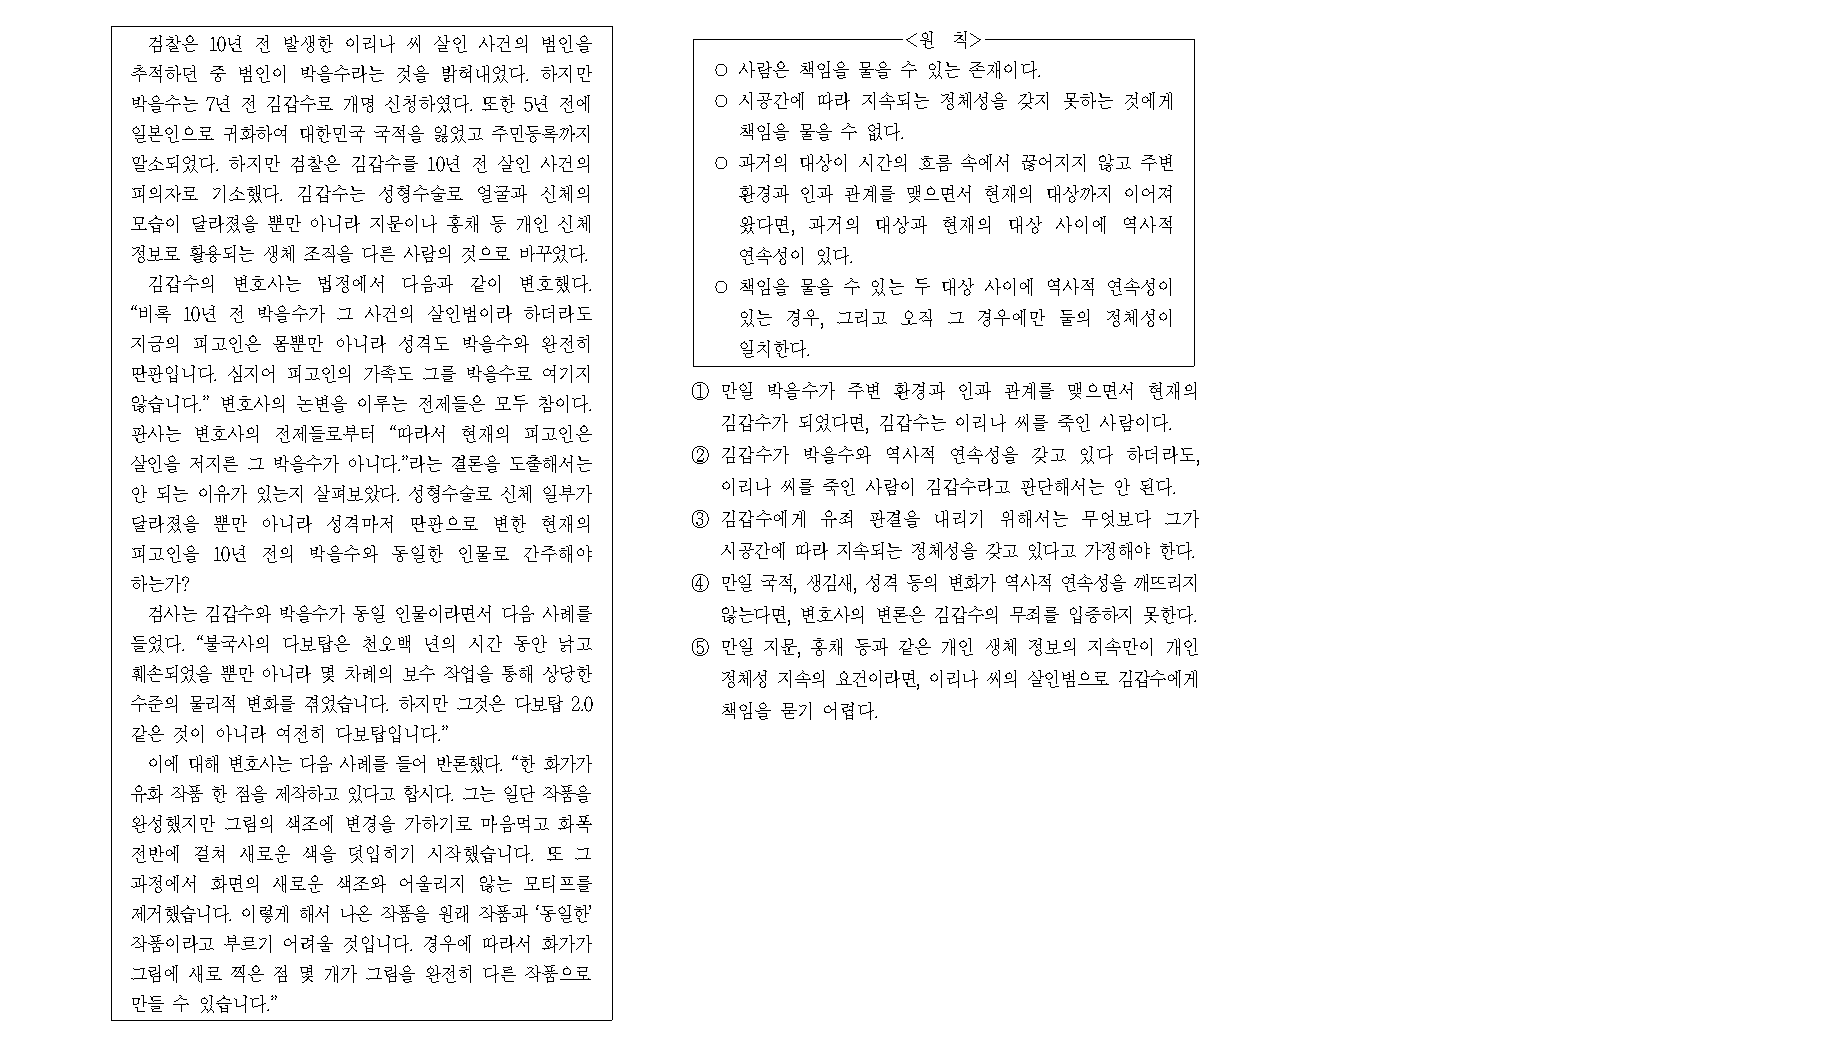 검찰은 10년 전 발생한 이리나 씨 살인 사건의 범인을
추적하던 중 범인이 박을수라는 것을 밝혀내었다. 하지만
박을수는 7년 전 김갑수로 개명 신청하였다. 또한 5년 전에
일본인으로 귀화하여 대한민국 국적을 잃었고 주민등록까지
말소되었다. 하지만 검찰은 김갑수를 10년 전 살인 사건의
피의자로 기소했다. 김갑수는 성형수술로 얼굴과 신체의
모습이 달라졌을 뿐만 아니라 지문이나 홍채 등 개인 신체
정보로 활용되는 생체 조직을 다른 사람의 것으로 바꾸었다.
김갑수의 변호사는 법정에서 다음과 같이 변호했다.
“비록 10년 전 박을수가 그 사건의 살인범이라 하더라도
지금의 피고인은 몸뿐만 아니라 성격도 박을수와 완전히
딴판입니다. 심지어 피고인의 가족도 그를 박을수로 여기지
않습니다.” 변호사의 논변을 이루는 전제들은 모두 참이다.
판사는 변호사의 전제들로부터 “따라서 현재의 피고인은
살인을 저지른 그 박을수가 아니다.”라는 결론을 도출해서는
안 되는 이유가 있는지 살펴보았다. 성형수술로 신체 일부가
달라졌을 뿐만 아니라 성격마저 딴판으로 변한 현재의
피고인을 10년 전의 박을수와 동일한 인물로 간주해야
하는가?
검사는 김갑수와 박을수가 동일 인물이라면서 다음 사례를
들었다. “불국사의 다보탑은 천오백 년의 시간 동안 낡고
훼손되었을 뿐만 아니라 몇 차례의 보수 작업을 통해 상당한
수준의 물리적 변화를 겪었습니다. 하지만 그것은 다보탑 2.0
같은 것이 아니라 여전히 다보탑입니다.”
이에 대해 변호사는 다음 사례를 들어 반론했다. “한 화가가
유화 작품 한 점을 제작하고 있다고 합시다. 그는 일단 작품을
완성했지만 그림의 색조에 변경을 가하기로 마음먹고 화폭
전반에 걸쳐 새로운 색을 덧입히기 시작했습니다. 또 그
과정에서 화면의 새로운 색조와 어울리지 않는 모티프를
제거했습니다. 이렇게 해서 나온 작품을 원래 작품과 ‘동일한’
작품이라고 부르기 어려울 것입니다. 경우에 따라서 화가가
그림에 새로 찍은 점 몇 개가 그림을 완전히 다른 작품으로
만들 수 있습니다.”
<원 칙>
○ 사람은 책임을 물을 수 있는 존재이다.
○ 시공간에 따라 지속되는 정체성을 갖지 못하는 것에게
책임을 물을 수 없다.
○ 과거의 대상이 시간의 흐름 속에서 끊어지지 않고 주변
환경과 인과 관계를 맺으면서 현재의 대상까지 이어져
왔다면, 과거의 대상과 현재의 대상 사이에 역사적
연속성이 있다.
○ 책임을 물을 수 있는 두 대상 사이에 역사적 연속성이
있는 경우, 그리고 오직 그 경우에만 둘의 정체성이
일치한다.
① 만일 박을수가 주변 환경과 인과 관계를 맺으면서 현재의
김갑수가 되었다면, 김갑수는 이리나 씨를 죽인 사람이다.
② 김갑수가 박을수와 역사적 연속성을 갖고 있다 하더라도,
이리나 씨를 죽인 사람이 김갑수라고 판단해서는 안 된다.
③ 김갑수에게 유죄 판결을 내리기 위해서는 무엇보다 그가
시공간에 따라 지속되는 정체성을 갖고 있다고 가정해야 한다.
④ 만일 국적, 생김새, 성격 등의 변화가 역사적 연속성을 깨뜨리지
않는다면, 변호사의 변론은 김갑수의 무죄를 입증하지 못한다.
⑤ 만일 지문, 홍채 등과 같은 개인 생체 정보의 지속만이 개인
정체성 지속의 요건이라면, 이리나 씨의 살인범으로 김갑수에게
책임을 묻기 어렵다.